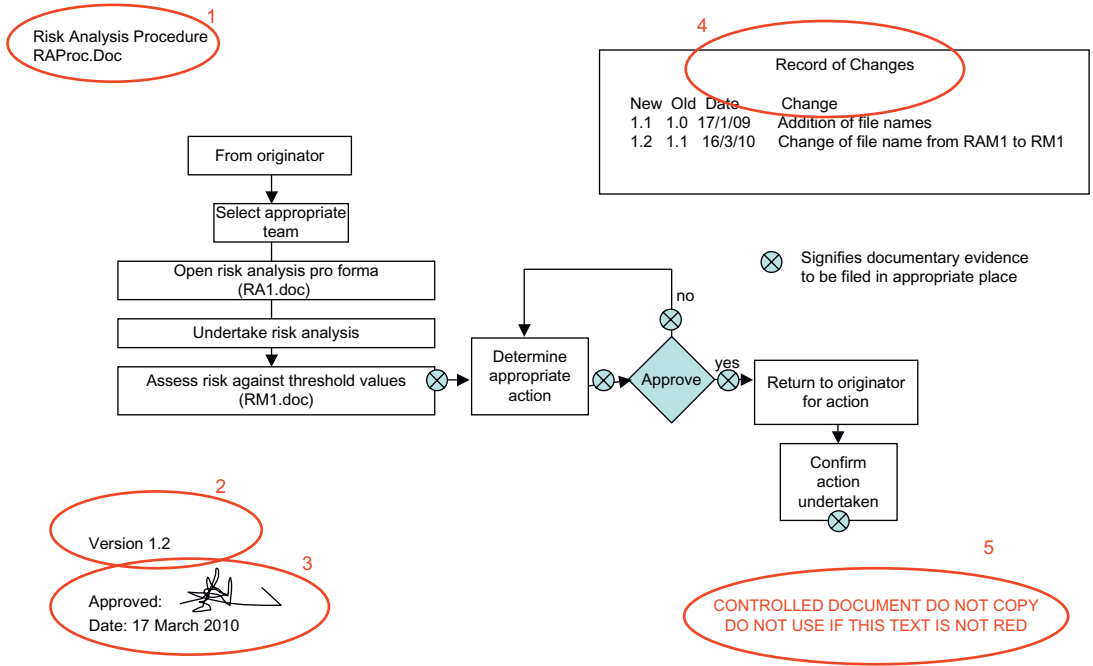 1
Risk Analysis Procedure
RAProc.Doc
4
Record of Changes
New Old Date Change
1.1 1.0 17/1/09 Addition of file names
1.2 1.1 16/3/10 Change of file name from RAM1 to RM1
From originator
Select appropriate
team
Open risk analysis pro forma
(RA1.doc)
Undertake risk analysis
Assess risk against threshold values
(RM1.doc)
Signifies documentary evidence
to be filed in appropriate place
no
Determine
appropriate
action
Approve
yes
Return to originator
for action
Confirm
action
undertaken
2
Version 1.2
3
Approved:
Date: 17 March 2010
5
CONTROLLED DOCUMENT DO NOT COPY
DO NOT USE IF THIS TEXT IS NOT RED